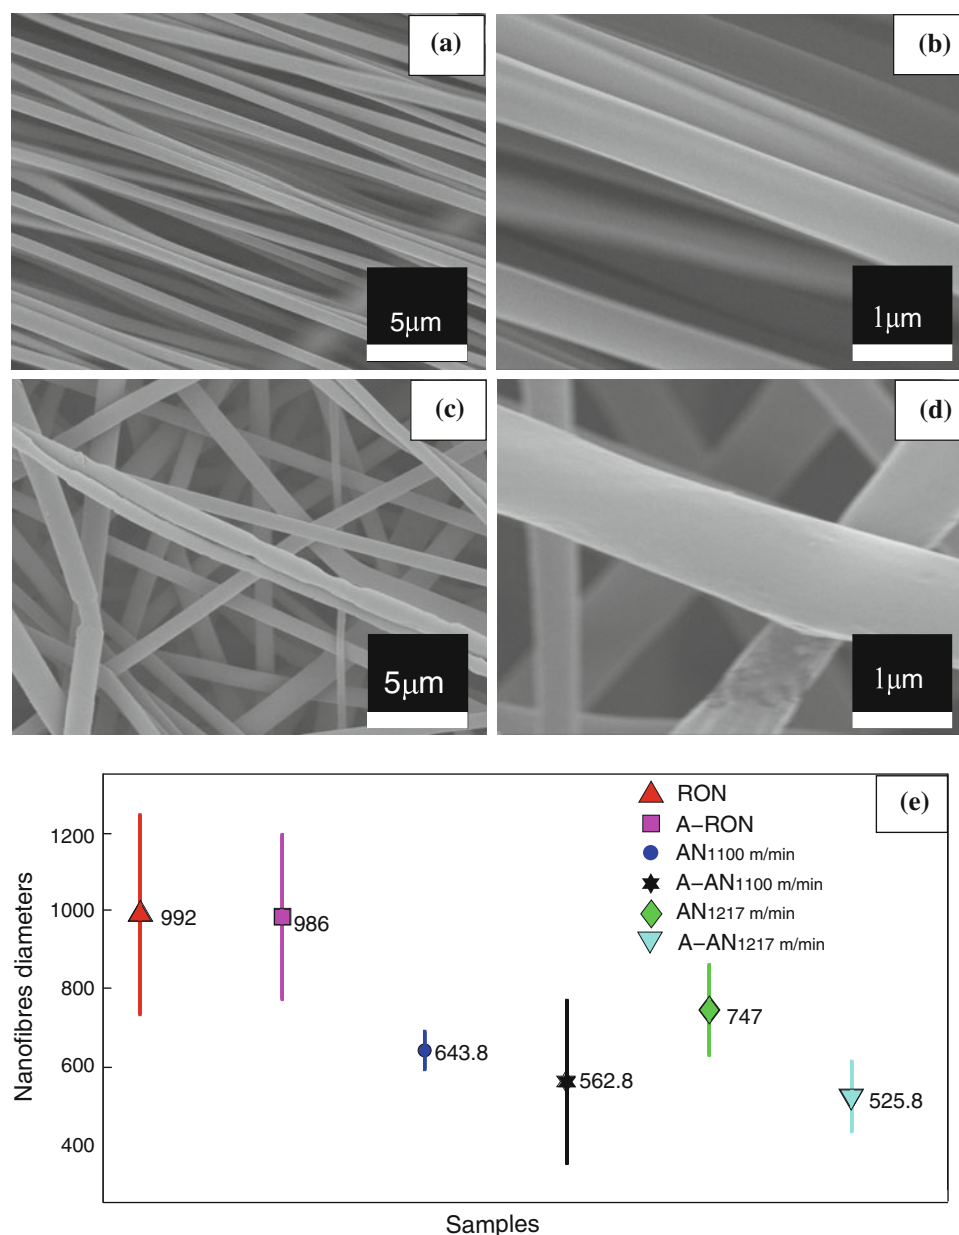 (a)
(b)
5μm
1μm
(c)
(d)
5μm
1μm
(e)
RON
A–RON
AN1100 m/min
A–AN1100 m/min
AN1217 m/min
A–AN1217 m/min
1200
1000
800
600
400
Nanofibres diameters
992
986
643.8
562.8
747
525.8
Samples